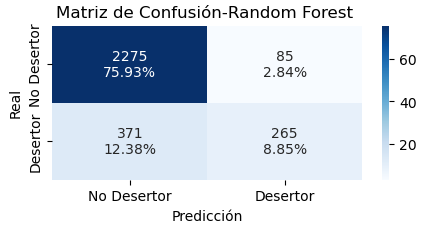 Matriz de Confusión-Random Forest
Real
No Desertor
2275
75.93%
85
2.84%
Desertor
371
12.38%
265
8.85%
No Desertor
Desertor
Predicción
60
40
20